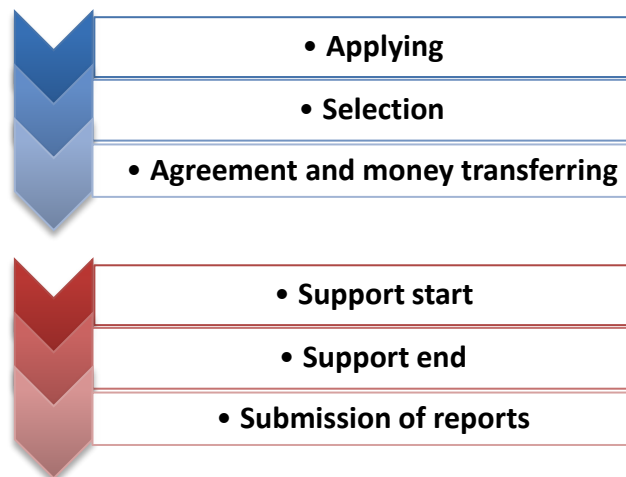 • Applying
• Selection
• Agreement and money transferring
• Support start
• Support end
• Submission of reports